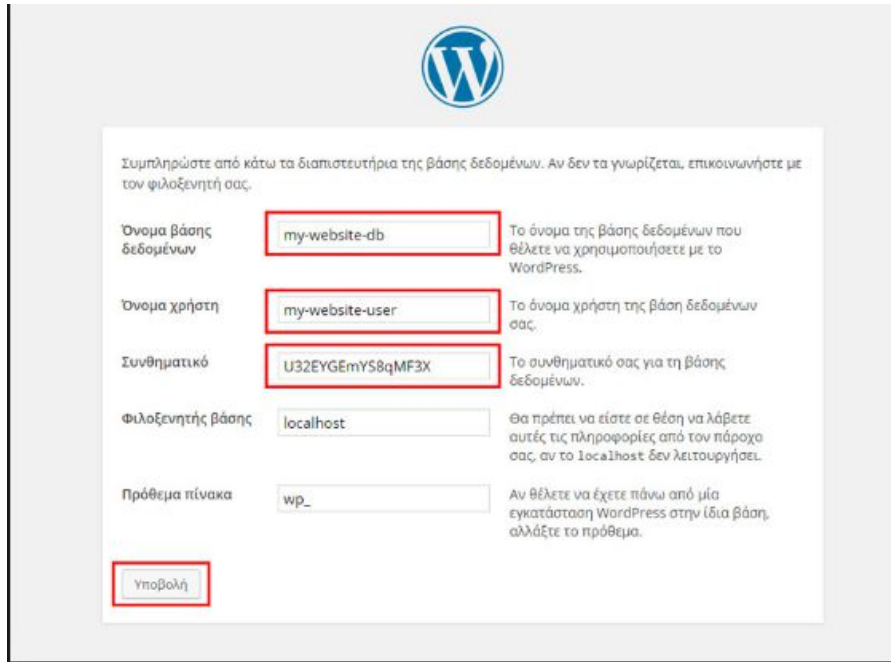 Συμπληρώστε από κάτω τα διαπιστευτήρια της βάσης δεδομένων. Αν δεν τα γνωρίζεται, επικοινωνήστε με
τον φιλοξενητή σας.
Όνομα βάσης
δεδομένων
my-website-db
Το όνομα της βάσης δεδομένων που
θέλετε να χρησιμοποιήσετε με το
WordPress.
Όνομα χρήστη
my-website-user
Το όνομα χρήστη της βάση δεδομένων
σας.
Συνθηματικό
U32EYGEmYS8qMF3X
Το συνθηματικό σας για τη βάσης
δεδομένων.
Φιλοξενητής βάσης
localhost
Θα πρέπει να είστε σε θέση να λάβετε
αυτές τις πληροφορίες από τον πάροχο
σας, αν το localhost δεν λειτουργήσει.
Πρόθεμα πίνακα
wp_
Αν θέλετε να έχετε πάνω από μία
εγκατάσταση WordPress στην ίδια βάση,
αλλάξτε το πρόθεμα.
Υποβολή